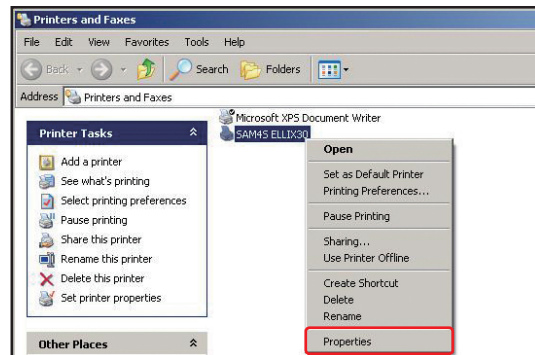 Printers and Faxes
File Edit View Favorites Tools Help
Back Search Folders
Address Printers and Faxes
Printer Tasks
Add a printer
See what's printing
Select printing preferences
Pause printing
Share this printer
Rename this printer
Delete this printer
Set printer properties
Other Places
Microsoft XPS Document Writer
SAM4S ELLIX30
Open
Set as Default Printer
Printing Preferences...
Pause Printing
Sharing...
Use Printer Offline
Create Shortcut
Delete
Rename
Properties